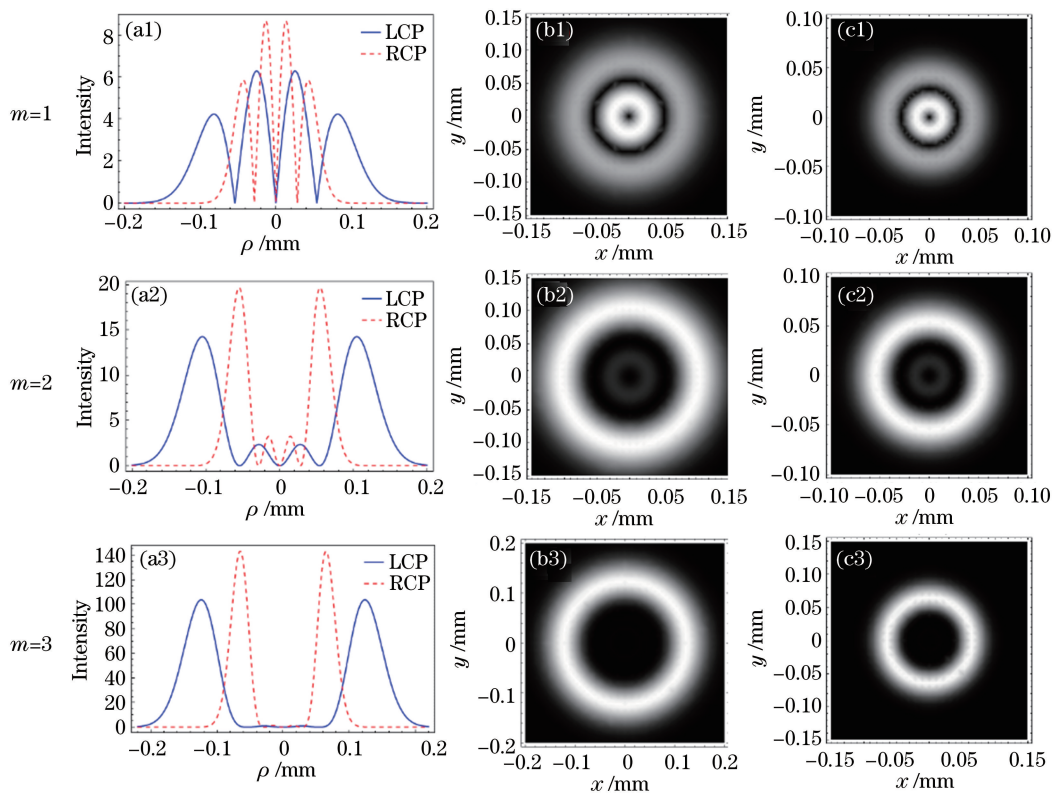 m=1
(a1)
LCP
RCP
Intensity
8
6
4
2
0
−0.2
−0.1
0
0.1
0.2
ρ /mm
(b1)
y /mm
0.15
0.10
0.05
0
−0.05
−0.10
−0.15
−0.15
−0.05
0
0.05
0.15
x /mm
(c1)
y /mm
0.10
0.05
0
−0.05
−0.10
−0.10
−0.05
0
0.05
0.10
x /mm
m=2
(a2)
LCP
RCP
Intensity
20
15
10
5
0
−0.2
−0.1
0
0.1
0.2
ρ /mm
(b2)
y /mm
0.15
0.10
0.05
0
−0.05
−0.10
−0.15
−0.15
−0.05
0
0.05
0.15
x /mm
(c2)
y /mm
0.10
0.05
0
−0.05
−0.10
−0.10
−0.05
0
0.05
0.10
x /mm
m=3
(a3)
LCP
RCP
Intensity
140
120
100
80
60
40
20
0
−0.2
−0.1
0
0.1
0.2
ρ /mm
(b3)
y /mm
0.2
0.1
0
−0.1
−0.2
−0.2
−0.1
0
0.1
0.2
x /mm
(c3)
y /mm
0.15
0.10
0.05
0
−0.05
−0.10
−0.15
−0.15
−0.05
0
0.05
0.15
x /mm